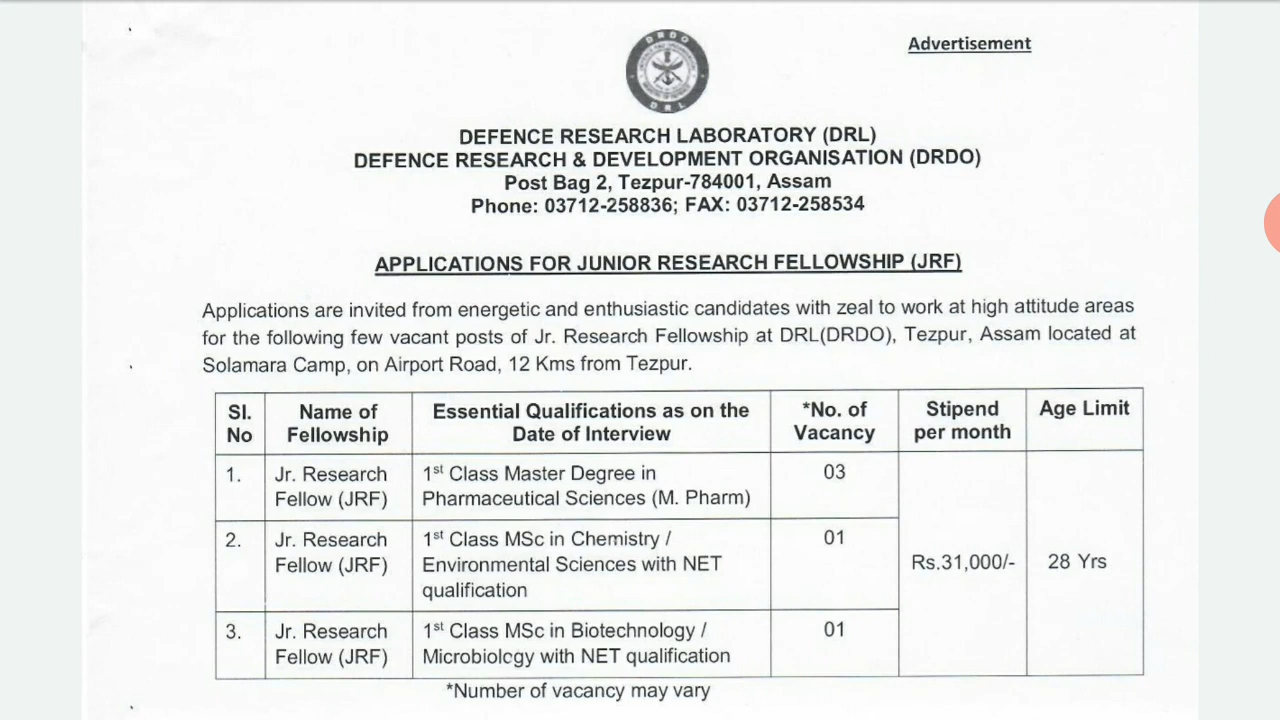 Advertisement
DRDO
DRL
DEFENCE RESEARCH LABORATORY (DRL)
DEFENCE RESEARCH & DEVELOPMENT ORGANISATION (DRDO)
Post Bag 2, Tezpur-784001, Assam
Phone: 03712-258836; FAX: 03712-258534
APPLICATIONS FOR JUNIOR RESEARCH FELLOWSHIP (JRF)
Applications are invited from energetic and enthusiastic candidates with zeal to work at high attitude areas
for the following few vacant posts of Jr. Research Fellowship at DRL(DRDO), Tezpur, Assam located at
Solamara Camp, on Airport Road, 12 Kms from Tezpur.
Sl. No
Name of Fellowship
Essential Qualifications as on the
Date of Interview
*No. of
Vacancy
Stipend
per month
Age Limit
1.
Jr. Research
Fellow (JRF)
1st Class Master Degree in
Pharmaceutical Sciences (M. Pharm)
03
2.
Jr. Research
Fellow (JRF)
1st Class MSc in Chemistry /
Environmental Sciences with NET
qualification
01
Rs.31,000/-
28 Yrs
3.
Jr. Research
Fellow (JRF)
1st Class MSc in Biotechnology /
Microbiology with NET qualification
01
*Number of vacancy may vary